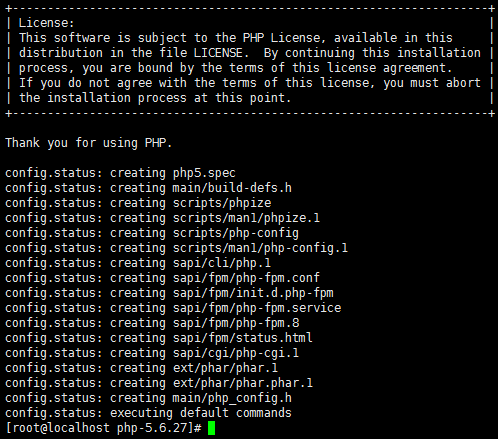 +--------------------------------------------------------------------+
| License:                                                           |
| This software is subject to the PHP License, available in this     |
| distribution in the file LICENSE.  By continuing this installation |
| process, you are bound by the terms of this license agreement.     |
| If you do not agree with the terms of this license, you must abort |
| the installation process at this point.                            |
+--------------------------------------------------------------------+

Thank you for using PHP.

config.status: creating php5.spec
config.status: creating main/build-defs.h
config.status: creating scripts/phpize
config.status: creating scripts/man1/phpize.1
config.status: creating scripts/php-config
config.status: creating scripts/man1/php-config.1
config.status: creating sapi/cli/php.1
config.status: creating sapi/fpm/php-fpm.conf
config.status: creating sapi/fpm/init.d.php-fpm
config.status: creating sapi/fpm/php-fpm.service
config.status: creating sapi/fpm/php-fpm.8
config.status: creating sapi/fpm/status.html
config.status: creating sapi/cgi/php-cgi.1
config.status: creating ext/phar/phar.1
config.status: creating ext/phar/phar.phar.1
config.status: creating main/php_config.h
config.status: executing default commands
[root@localhost php-5.6.27]#